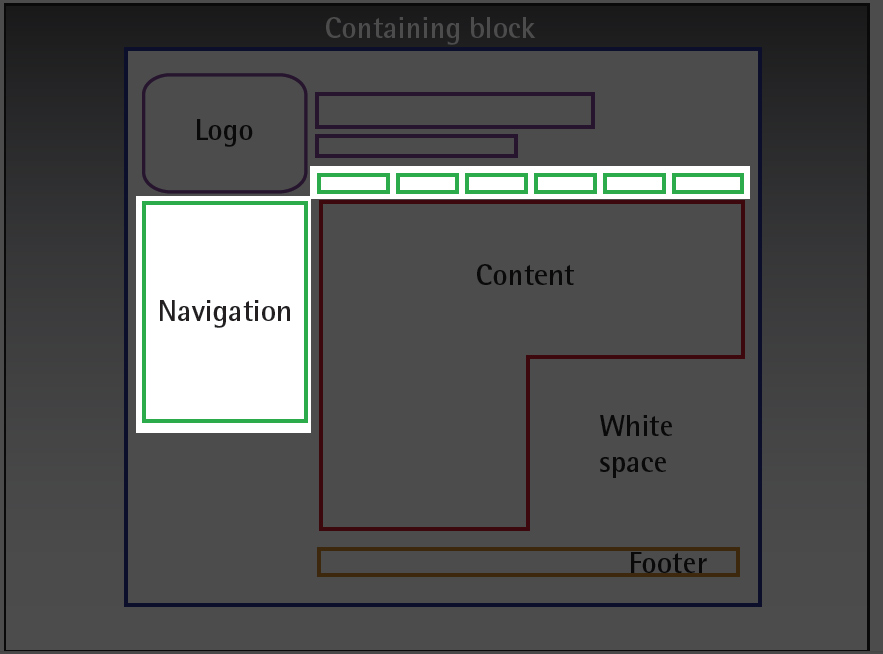 Containing block
Logo
Navigation
Content
White
space
Footer